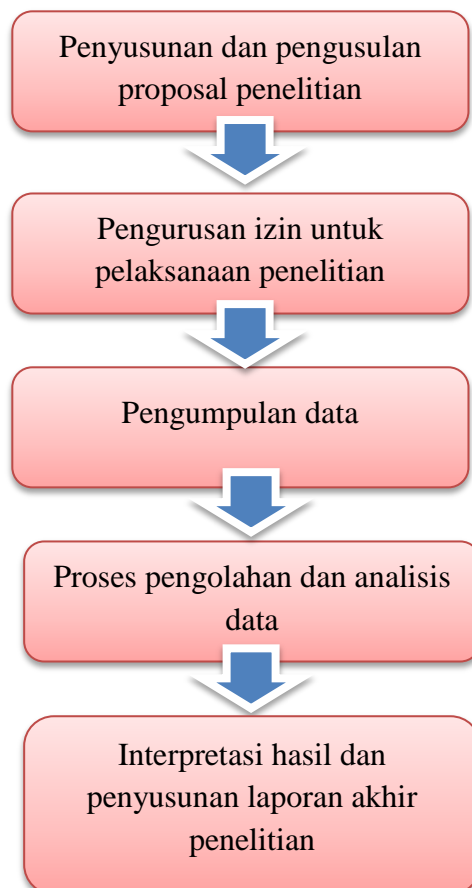 Penyusunan dan pengusulan
proposal penelitian
Pengurusan izin untuk
pelaksanaan penelitian
Pengumpulan data
Proses pengolahan dan analisis
data
Interpretasi hasil dan
penyusunan laporan akhir
penelitian